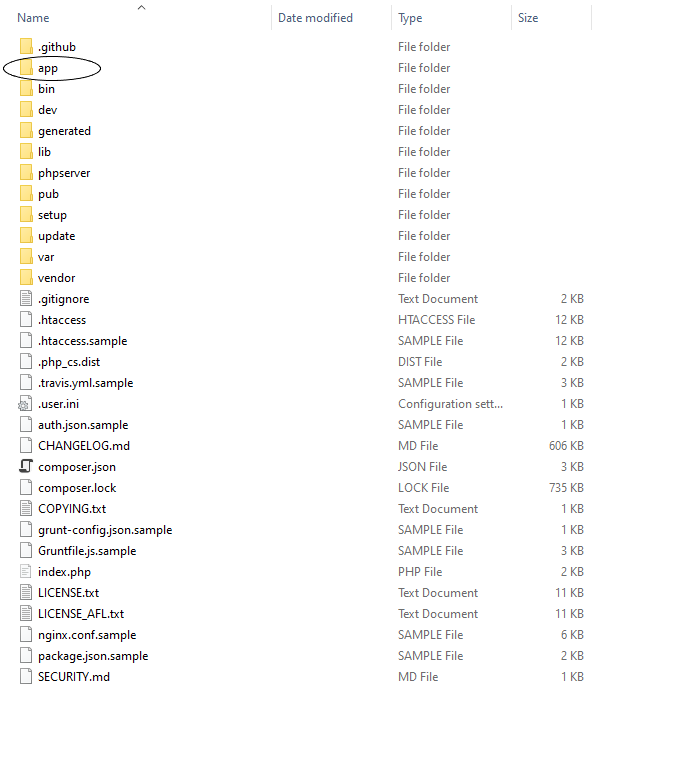 Name Date modified Type Size
.github File folder
app File folder
bin File folder
dev File folder
generated File folder
lib File folder
phpserver File folder
pub File folder
setup File folder
update File folder
var File folder
vendor File folder
.gitignore Text Document 2 KB
.htaccess HTACCESS File 12 KB
.htaccess.sample SAMPLE File 12 KB
.php_cs.dist DIST File 2 KB
.travis.yml.sample SAMPLE File 3 KB
.user.ini Configuration sett... 1 KB
auth.json.sample SAMPLE File 1 KB
CHANGELOG.md MD File 606 KB
composer.json JSON File 3 KB
composer.lock LOCK File 735 KB
COPYING.txt Text Document 1 KB
grunt-config.json.sample SAMPLE File 1 KB
Gruntfile.js.sample SAMPLE File 3 KB
index.php PHP File 2 KB
LICENSE.txt Text Document 11 KB
LICENSE_AFL.txt Text Document 11 KB
nginx.conf.sample SAMPLE File 6 KB
package.json.sample SAMPLE File 2 KB
SECURITY.md MD File 1 KB